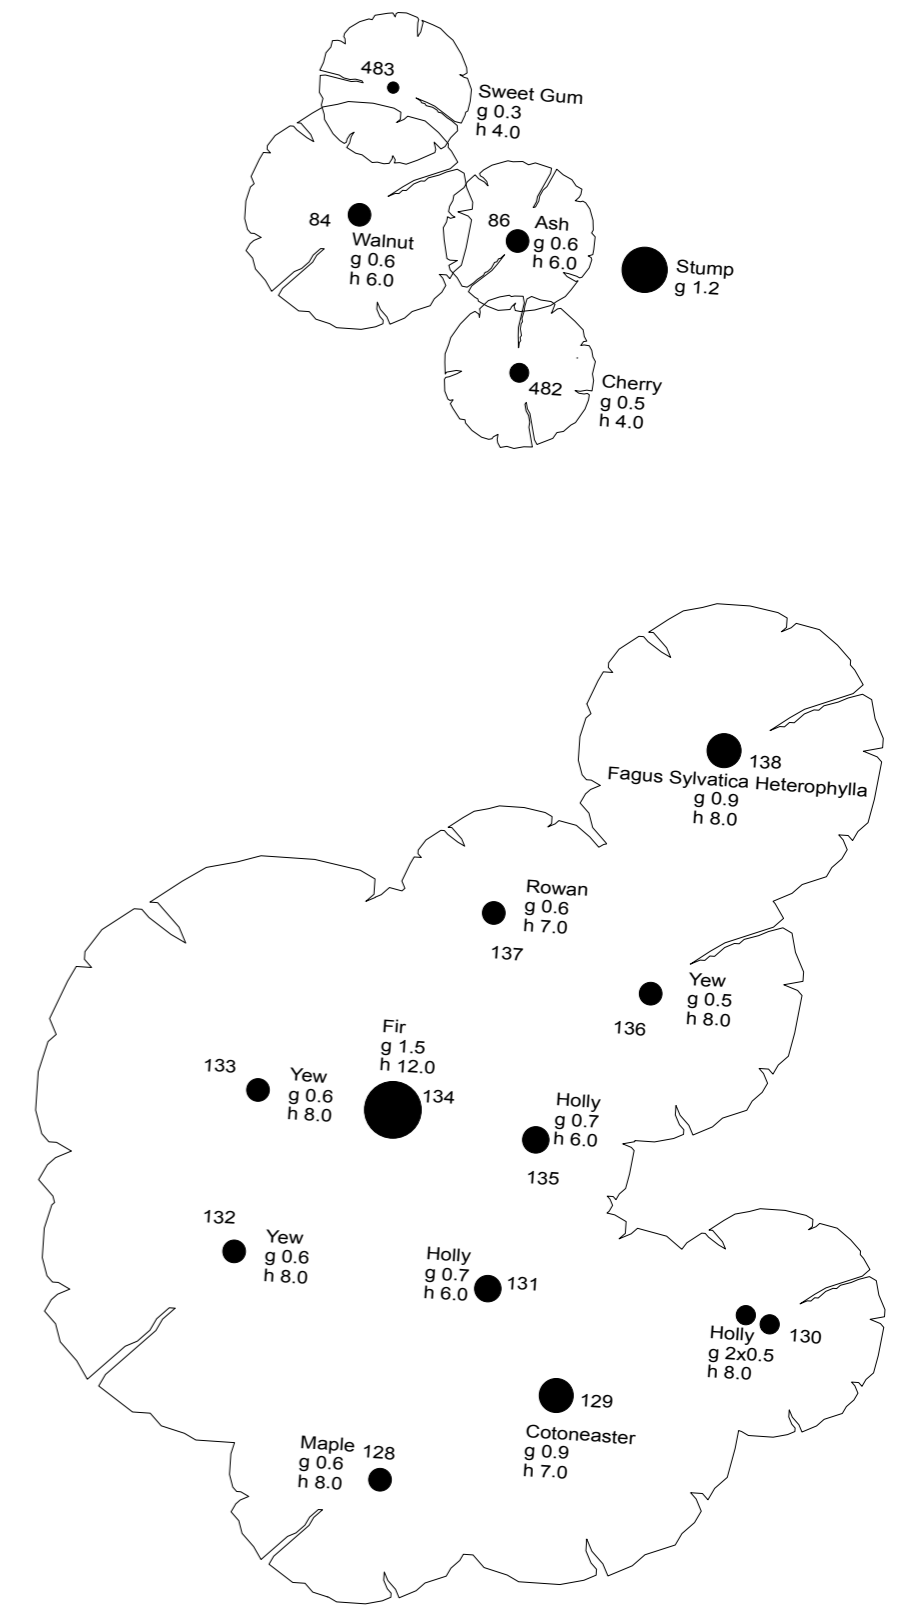 483
Sweet Gum
g 0.3
h 4.0
84
Walnut
g 0.6
h 6.0
86
Ash
g 0.6
h 6.0
Stump
g 1.2
482
Cherry
g 0.5
h 4.0
138
Fagus Sylvatica Heterophylla
g 0.9
h 8.0
Rowan
g 0.6
h 7.0
137
Yew
g 0.5
h 8.0
136
Fir
g 1.5
h 12.0
134
133
Yew
g 0.6
h 8.0
Holly
g 0.7
h 6.0
135
132
Yew
g 0.6
h 8.0
Holly
g 0.7
h 6.0
131
Holly
g 2x0.5
h 8.0
130
129
Cotoneaster
g 0.9
h 7.0
Maple
g 0.6
h 8.0
128